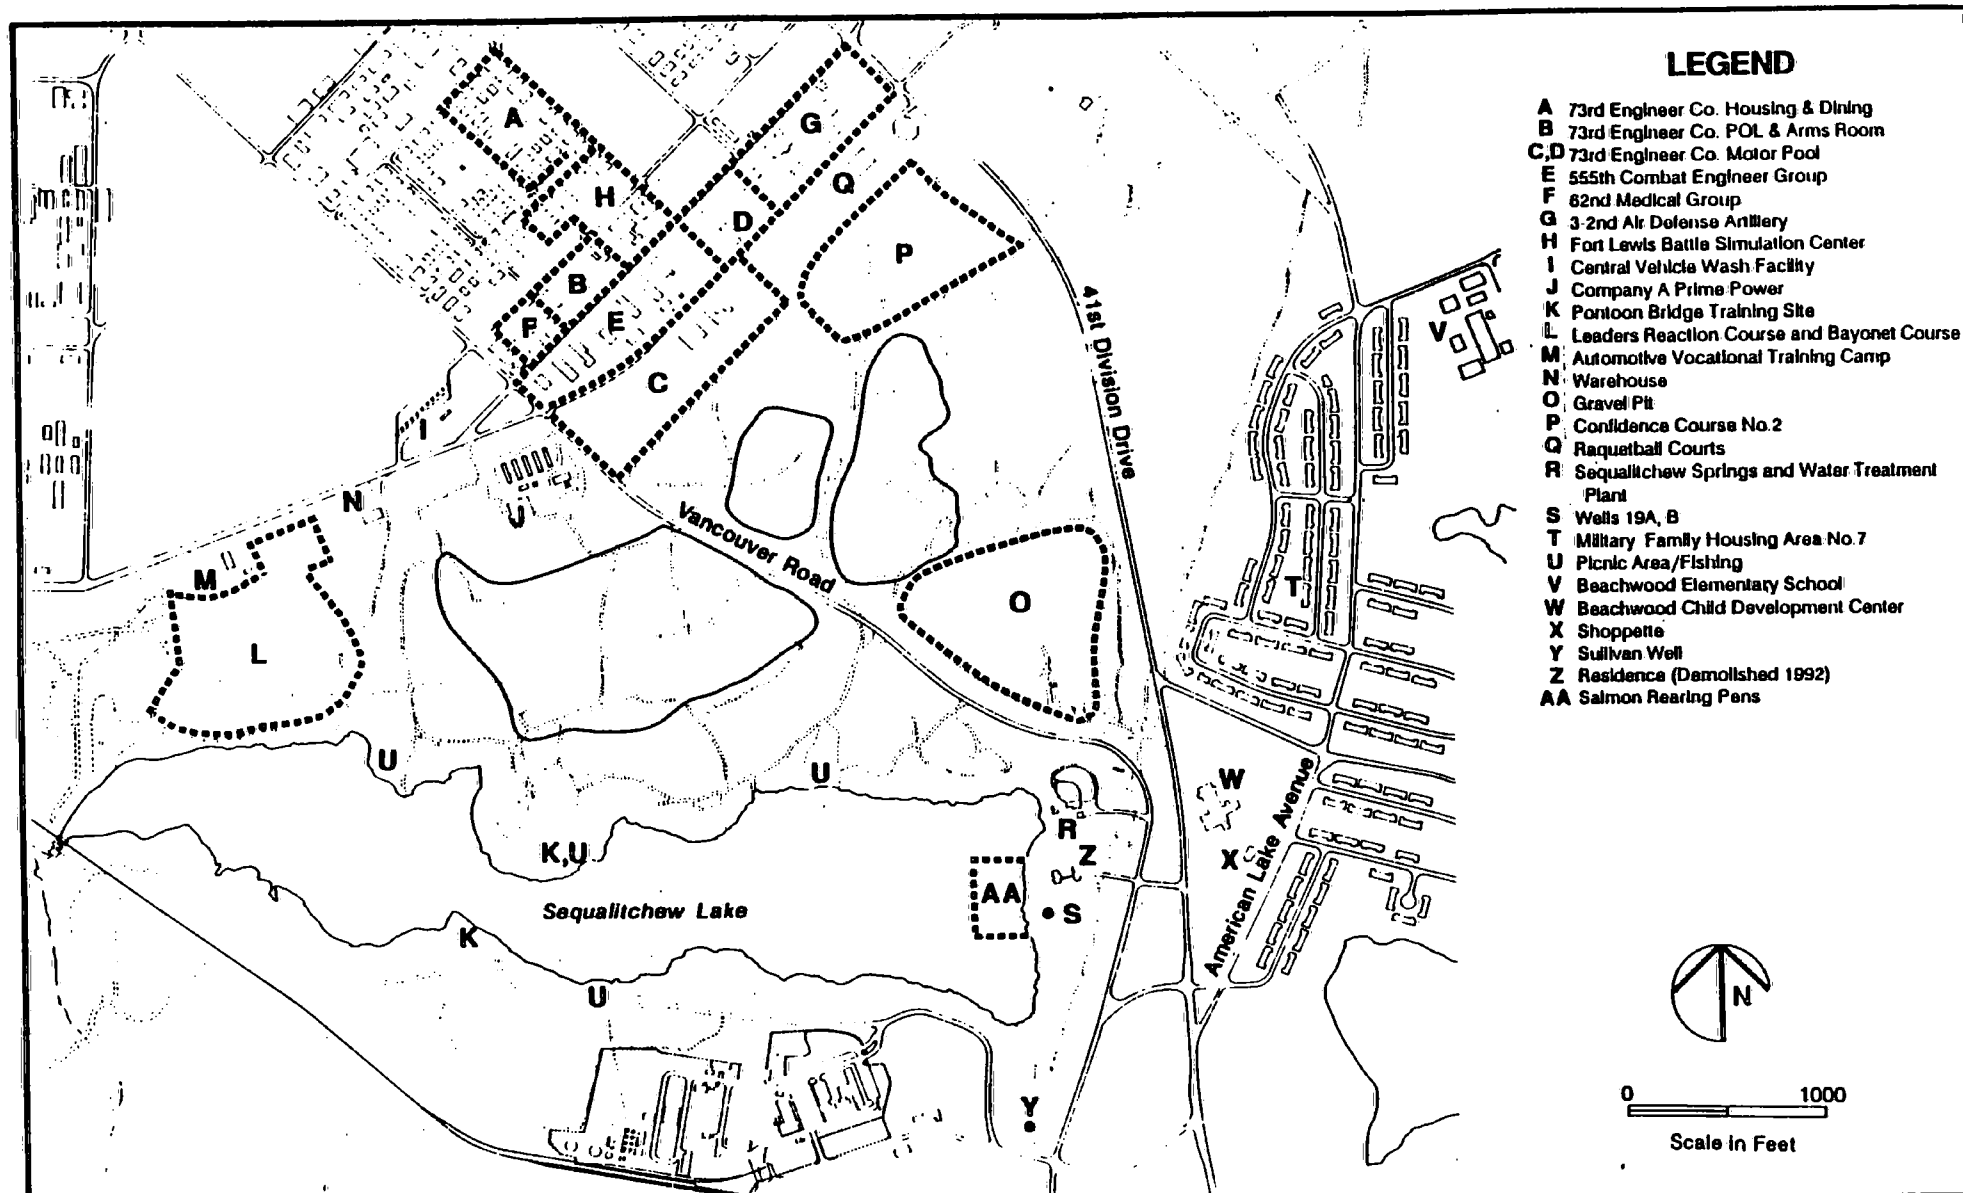 LEGEND
A 73rd Engineer Co. Housing & Dining
B 73rd Engineer Co. POL & Arms Room
C,D 73rd Engineer Co. Motor Pool
E 555th Combat Engineer Group
F 62nd Medical Group
G 3-2nd Air Defense Artillery
H Fort Lewis Battle Simulation Center
I Central Vehicle Wash Facility
J Company A Prime Power
K Pontoon Bridge Training Site
L Leaders Reaction Course and Bayonet Course
M Automotive Vocational Training Camp
N Warehouse
O Gravel Pit
P Confidence Course No.2
Q Raquetball Courts
R Sequalitchew Springs and Water Treatment
Plant
S Wells 19A, B
T Military Family Housing Area No.7
U Picnic Area/Fishing
V Beachwood Elementary School
W Beachwood Child Development Center
X Shoppette
Y Sullivan Well
Z Residence (Demolished 1992)
AA Salmon Rearing Pens
A
G
H
Q
D
P
B
F
E
C
I
V
N
J
M
L
O
T
41st Division Drive
Vancouver Road
U
U
K,U
W
R
Z
X
American Lake Avenue
AA
S
Sequalitchew Lake
K
U
Y
N
0 1000
Scale in Feet